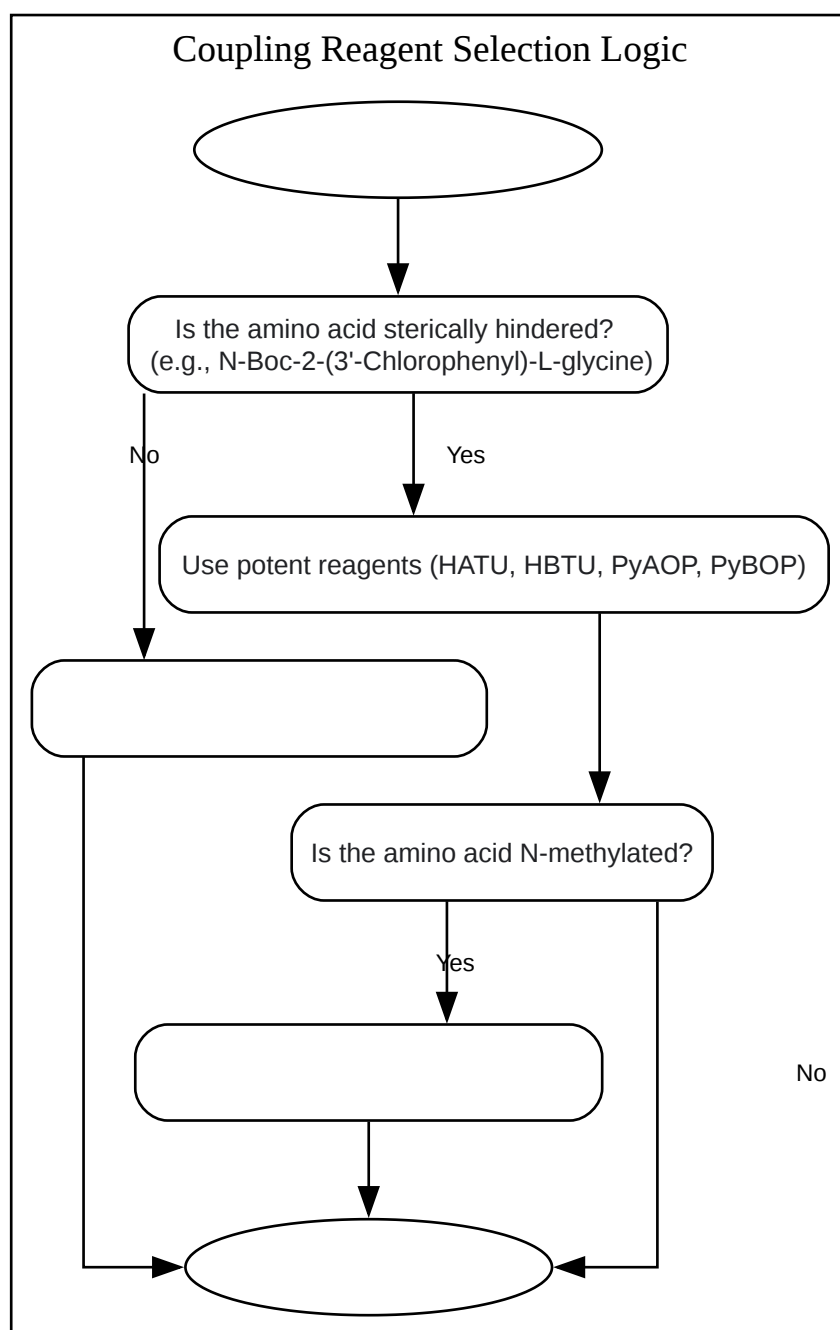 Coupling Reagent Selection Logic
Is the amino acid sterically hindered?
(e.g., N-Boc-2-(3'-Chlorophenyl)-L-glycine)
No
Yes
Use potent reagents (HATU, HBTU, PyAOP, PyBOP)
Is the amino acid N-methylated?
Yes
No